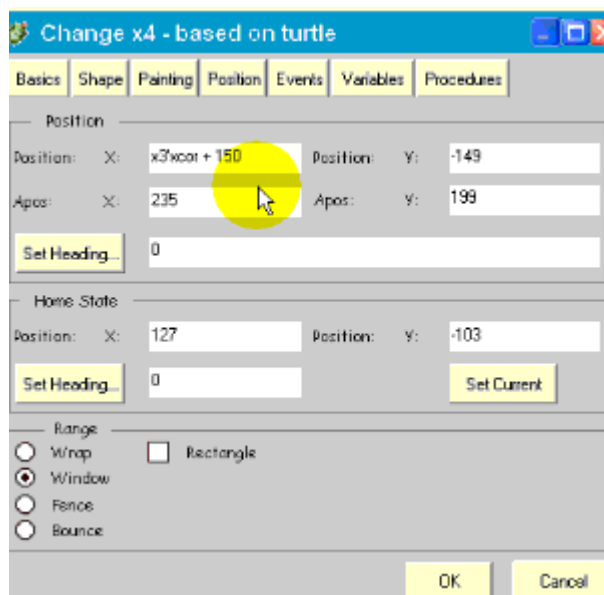 Change x4 - based on turtle
Basics Shape Painting Position Events Variables Procedures
Position
Position: X: x3'xcor + 150 Position: Y: -149
Apos: X: 235 Apos: Y: 199
Set Heading... 0
Home State
Position: X: 127 Position: Y: -103
Set Heading... 0 Set Current
Range
Wrap Rectangle
Window
Fence
Bounce
OK Cancel